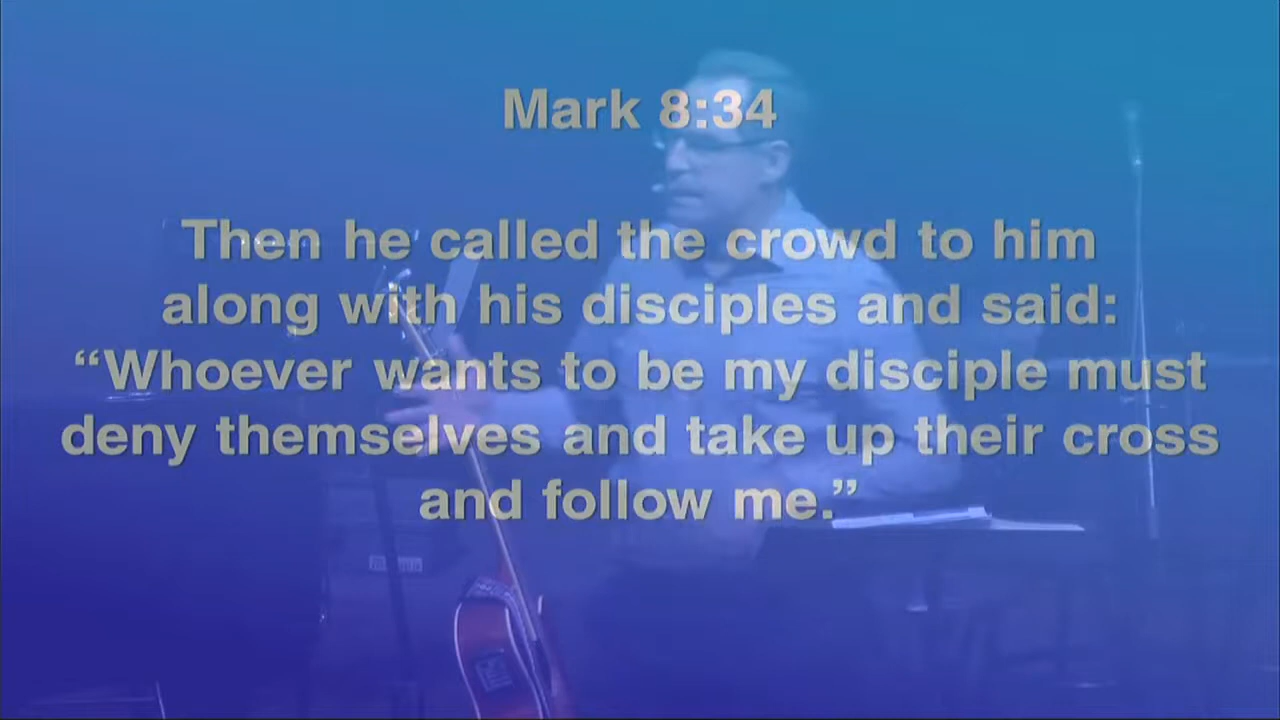 Mark 8:34
Then he called the crowd to him
along with his disciples and said:
“Whoever wants to be my disciple must
deny themselves and take up their cross
and follow me.”